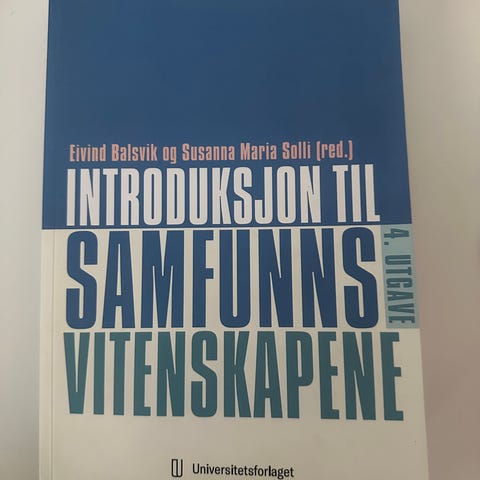 Eivind Balsvik og Susanna Maria Solli (red.)
INTRODUKSJON TIL
SAMFUNNS
4. UTGAVE
VITENSKAPENE
Universitetsforlaget